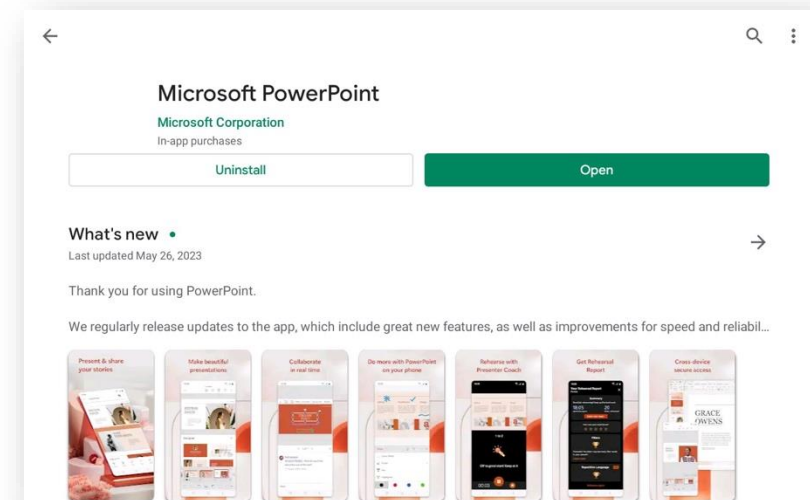 Microsoft PowerPoint
Microsoft Corporation
In-app purchases
Uninstall
Open
What's new
Last updated May 26, 2023
Thank you for using PowerPoint.
We regularly release updates to the app, which include great new features, as well as improvements for speed and reliabil...
Present & share
your stories
Make beautiful
presentations
Collaborate
in real time
Do more with PowerPoint
on your phone
Rehearse with
Presenter Coach
Get Rehearsal
Report
Cross-device
secure access
Summary
GRACE
OWENS